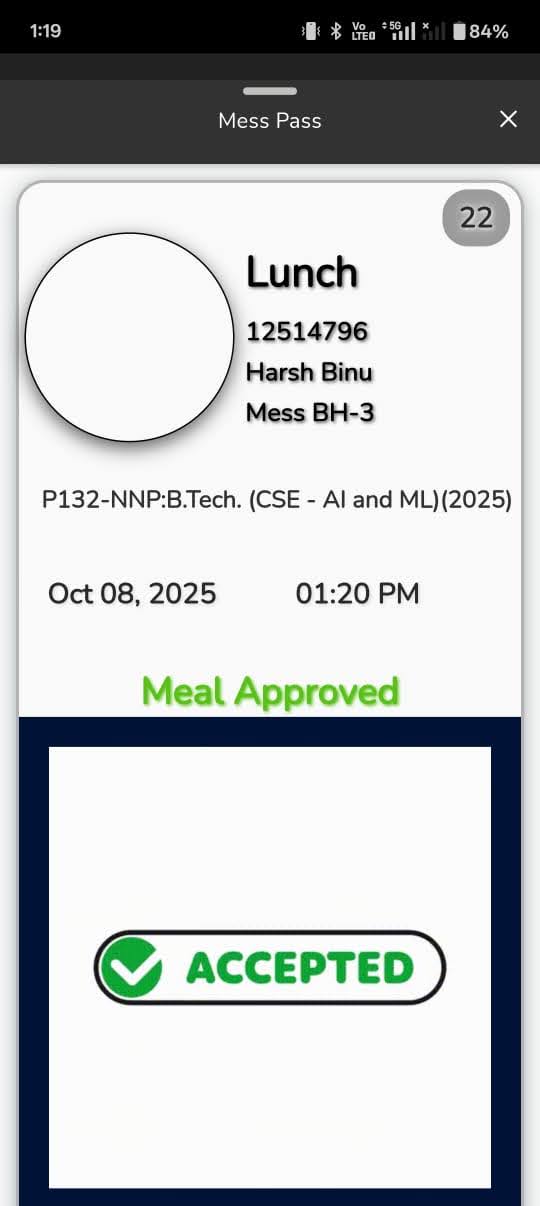 1:19 Vo LTE 5G 84%
Mess Pass
22
Lunch
12514796
Harsh Binu
Mess BH-3
P132-NNP:B.Tech. (CSE - AI and ML)(2025)
Oct 08, 2025 01:20 PM
Meal Approved
ACCEPTED